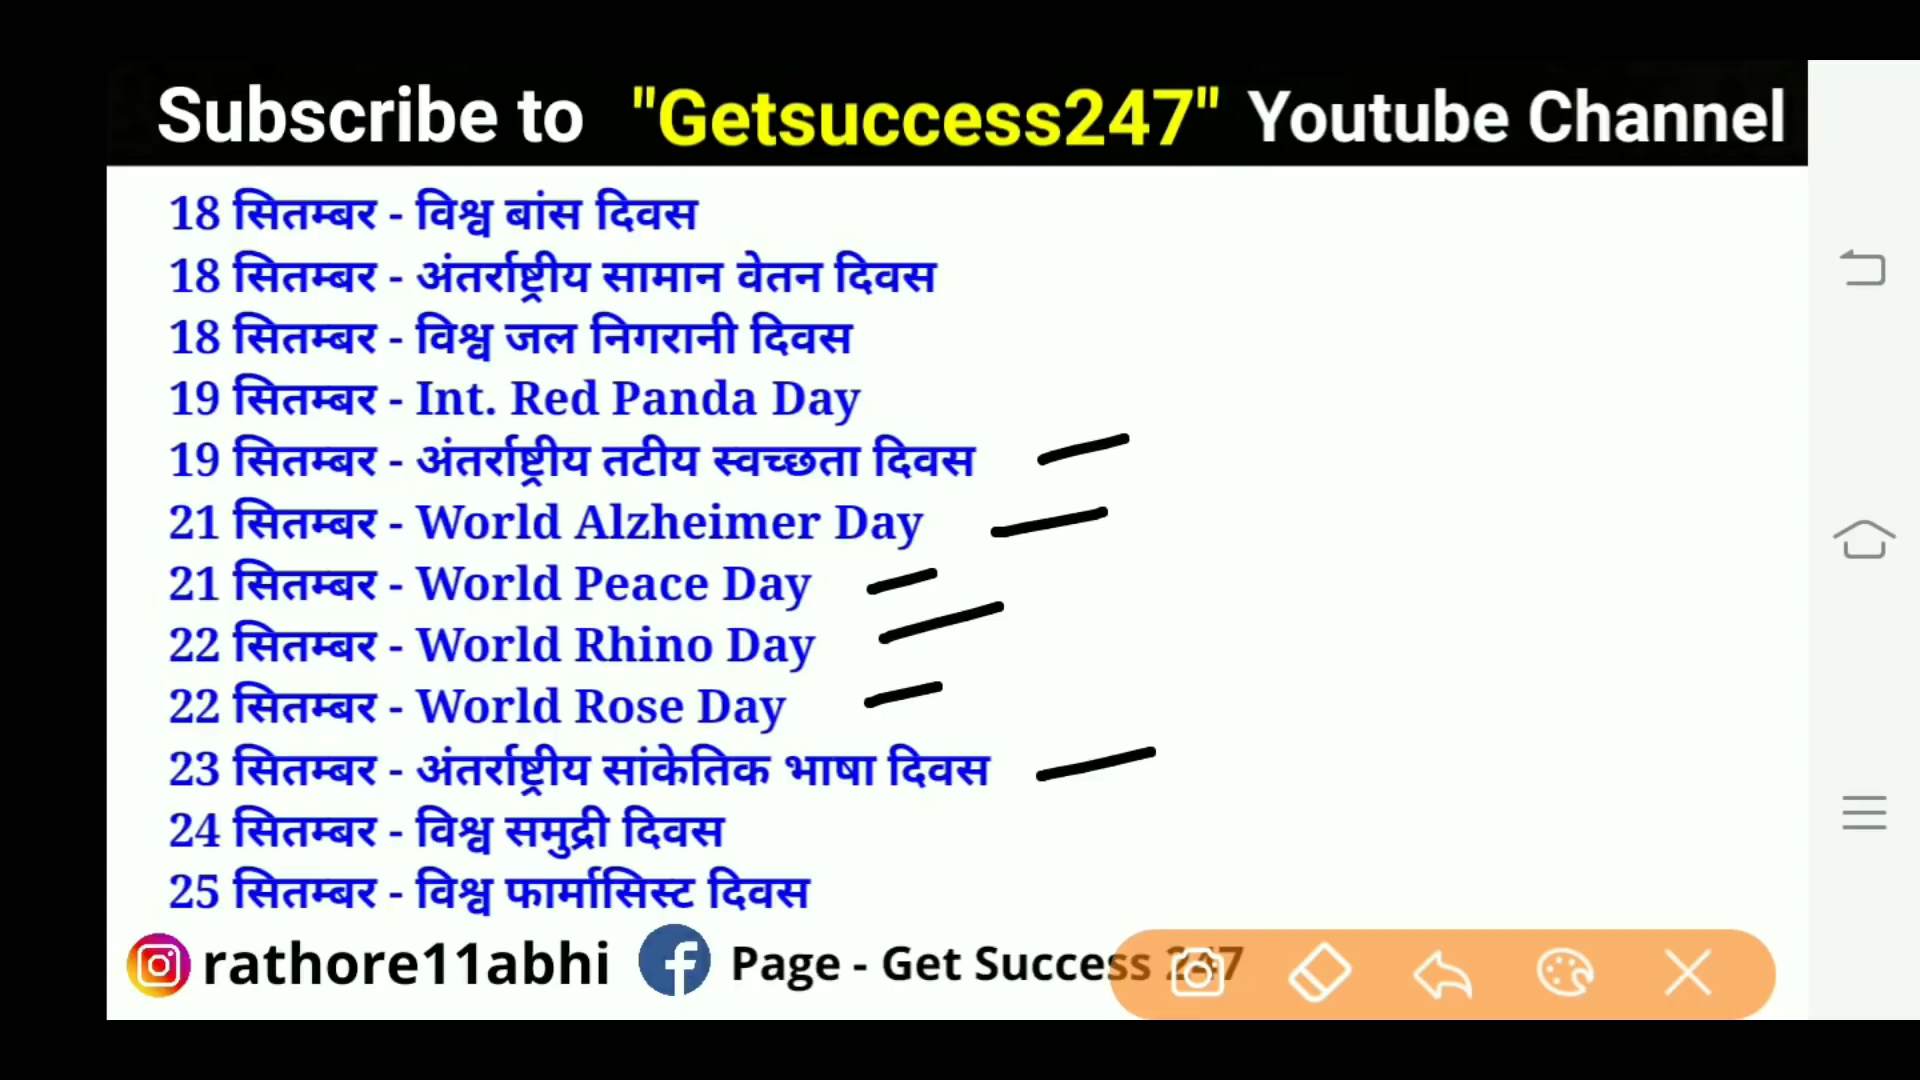 Subscribe to "Getsuccess247" Youtube Channel
18 सितम्बर - विश्व बांस दिवस
18 सितम्बर - अंतर्राष्ट्रीय सामान वेतन दिवस
18 सितम्बर - विश्व जल निगरानी दिवस
19 सितम्बर - Int. Red Panda Day
19 सितम्बर - अंतर्राष्ट्रीय तटीय स्वच्छता दिवस
21 सितम्बर - World Alzheimer Day
21 सितम्बर - World Peace Day
22 सितम्बर - World Rhino Day
22 सितम्बर - World Rose Day
23 सितम्बर - अंतर्राष्ट्रीय सांकेतिक भाषा दिवस
24 सितम्बर - विश्व समुद्री दिवस
25 सितम्बर - विश्व फार्मासिस्ट दिवस
rathore11abhi Page - Get Success 247